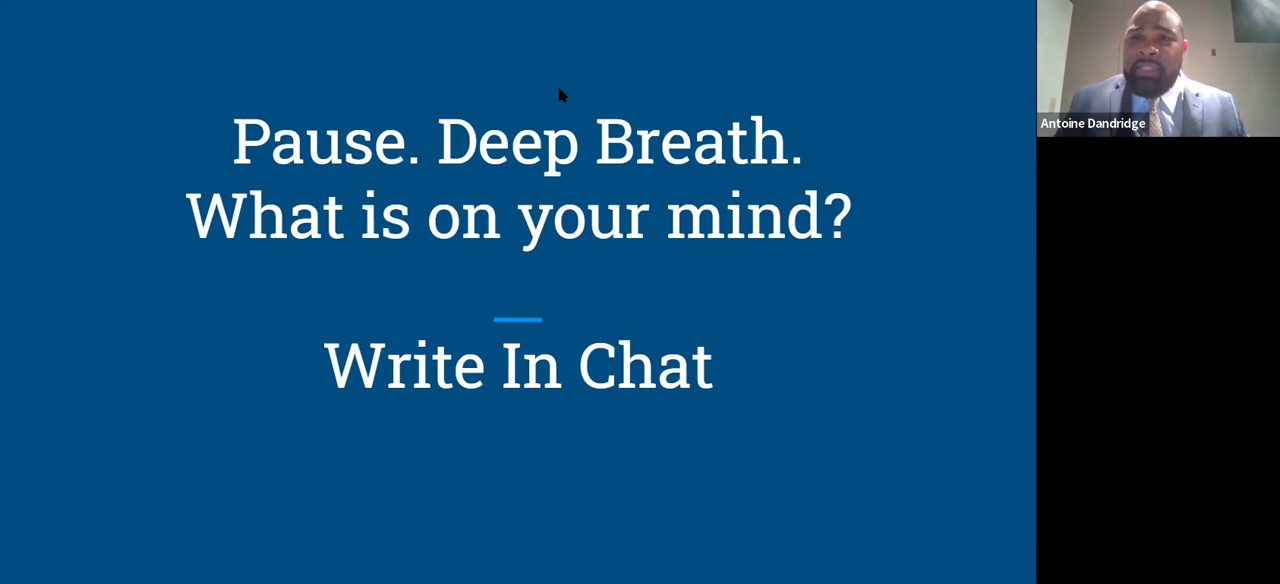 Pause. Deep Breath.
What is on your mind?
Write In Chat
Antoine Dandridge